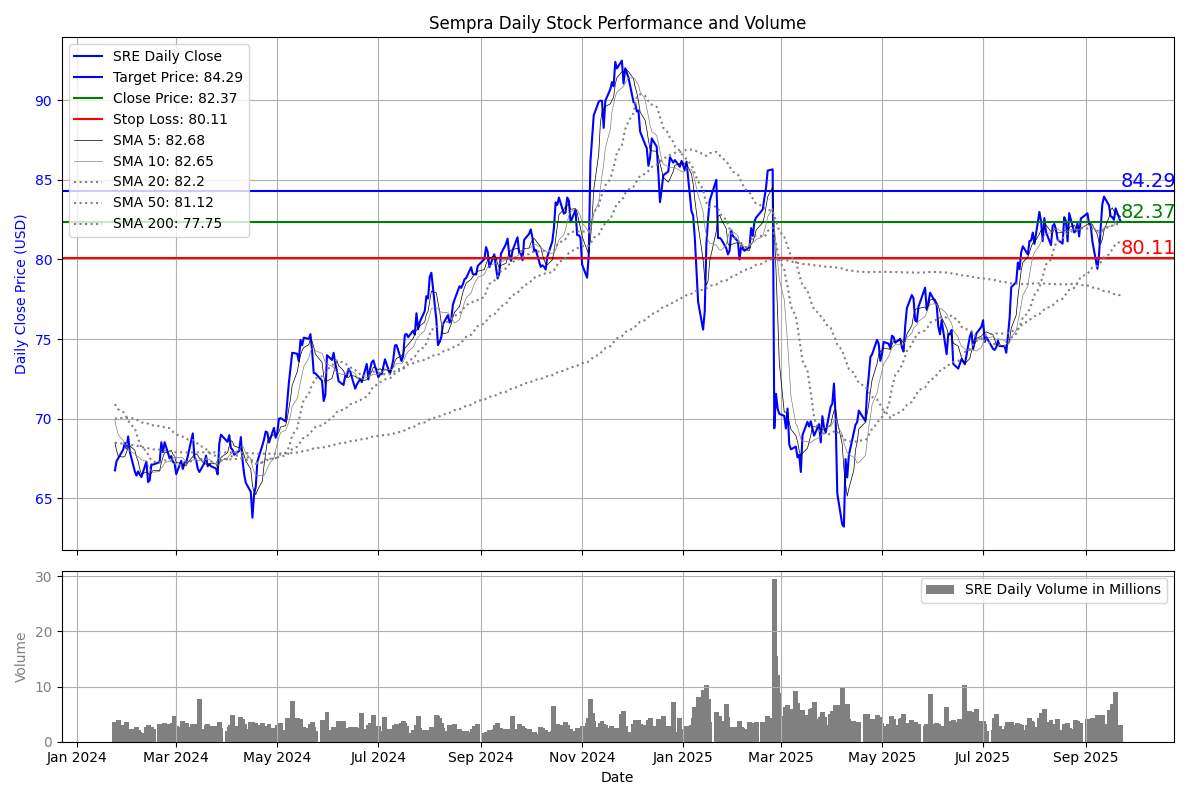 Sempra Daily Stock Performance and Volume
SRE Daily Close
Target Price: 84.29
Close Price: 82.37
Stop Loss: 80.11
SMA 5: 82.68
SMA 10: 82.65
SMA 20: 82.2
SMA 50: 81.12
SMA 200: 77.75
Daily Close Price (USD)
90
85
80
75
70
65
84.29
82.37
80.11
SRE Daily Volume in Millions
Volume
30
20
10
0
Jan 2024 Mar 2024 May 2024 Jul 2024 Sep 2024 Nov 2024 Jan 2025 Mar 2025 May 2025 Jul 2025 Sep 2025
Date